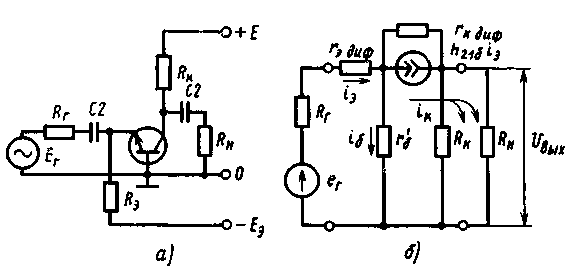 +E
Rк
C2
Rг
C2
Rн
Ėг
Rэ
0
−Eэ
а)
rк диф
h21б iэ
rэ диф
iэ
Rг
iб
r'б
iк
Rк
Rн
Uвых
eг
б)